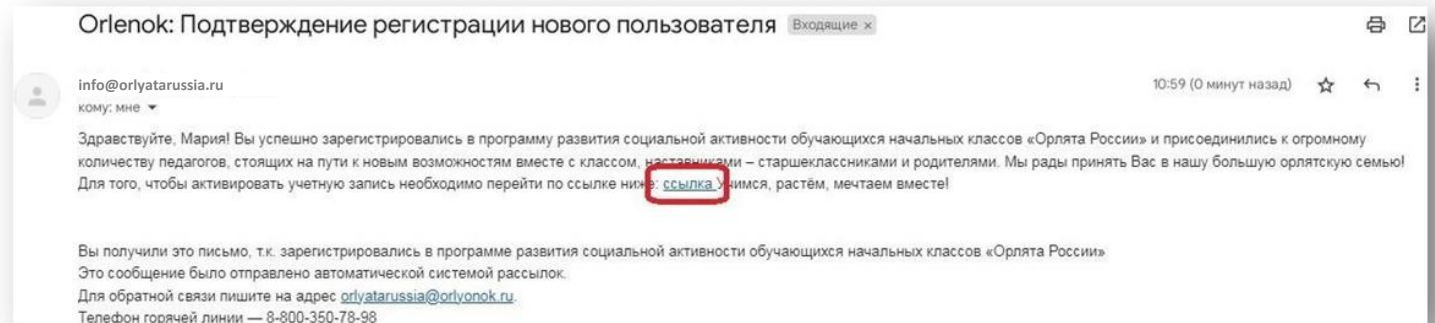 Orlenok: Подтверждение регистрации нового пользователя Входящие ×
info@orlyatarussia.ru 10:59 (0 минут назад)
кому: мне
Здравствуйте, Мария! Вы успешно зарегистрировались в программу развития социальной активности обучающихся начальных классов «Орлята России» и присоединились к огромному
количеству педагогов, стоящих на пути к новым возможностям вместе с классом, наставниками – старшеклассниками и родителями. Мы рады принять Вас в нашу большую орлятскую семью!
Для того, чтобы активировать учетную запись необходимо перейти по ссылке ниже: ссылка Учимся, растём, мечтаем вместе!
Вы получили это письмо, т.к. зарегистрировались в программе развития социальной активности обучающихся начальных классов «Орлята России»
Это сообщение было отправлено автоматической системой рассылок.
Для обратной связи пишите на адрес orlyatarussia@orlyonok.ru.
Телефон горячей линии — 8-800-350-78-98